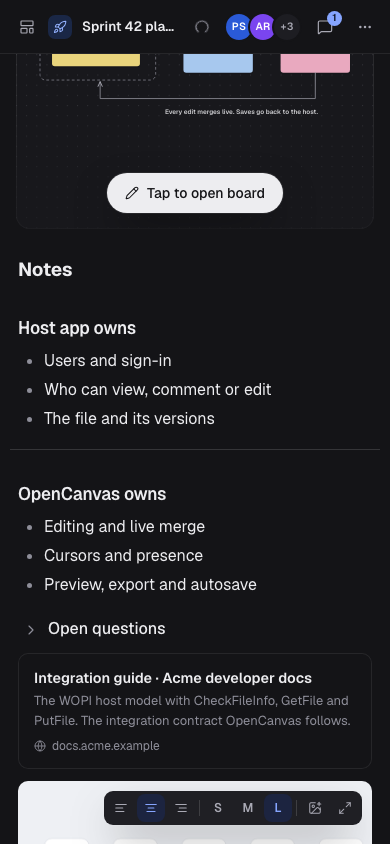 Sprint 42 pla...
PS
AR
+3
1
Every edit merges live. Saves go back to the host.
Tap to open board
Notes
Host app owns
Users and sign-in
Who can view, comment or edit
The file and its versions
OpenCanvas owns
Editing and live merge
Cursors and presence
Preview, export and autosave
Open questions
Integration guide · Acme developer docs
The WOPI host model with CheckFileInfo, GetFile and
PutFile. The integration contract OpenCanvas follows.
docs.acme.example
S M L